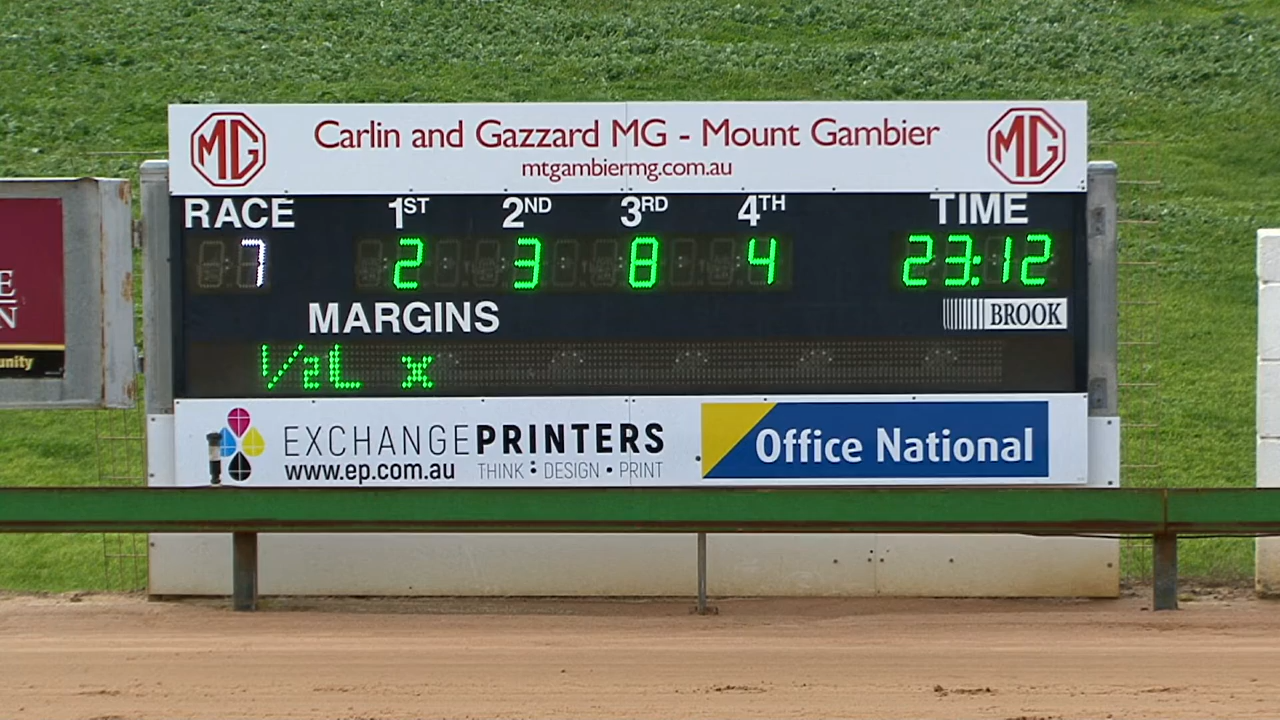 MG Carlin and Gazzard MG - Mount Gambier MG
mtgambiermg.com.au
RACE 1ST 2ND 3RD 4TH TIME
7 2 3 8 4 23:12
MARGINS BROOK
1/2L x
E
N
unity
EXCHANGEPRINTERS
www.ep.com.au THINK : DESIGN • PRINT
Office National